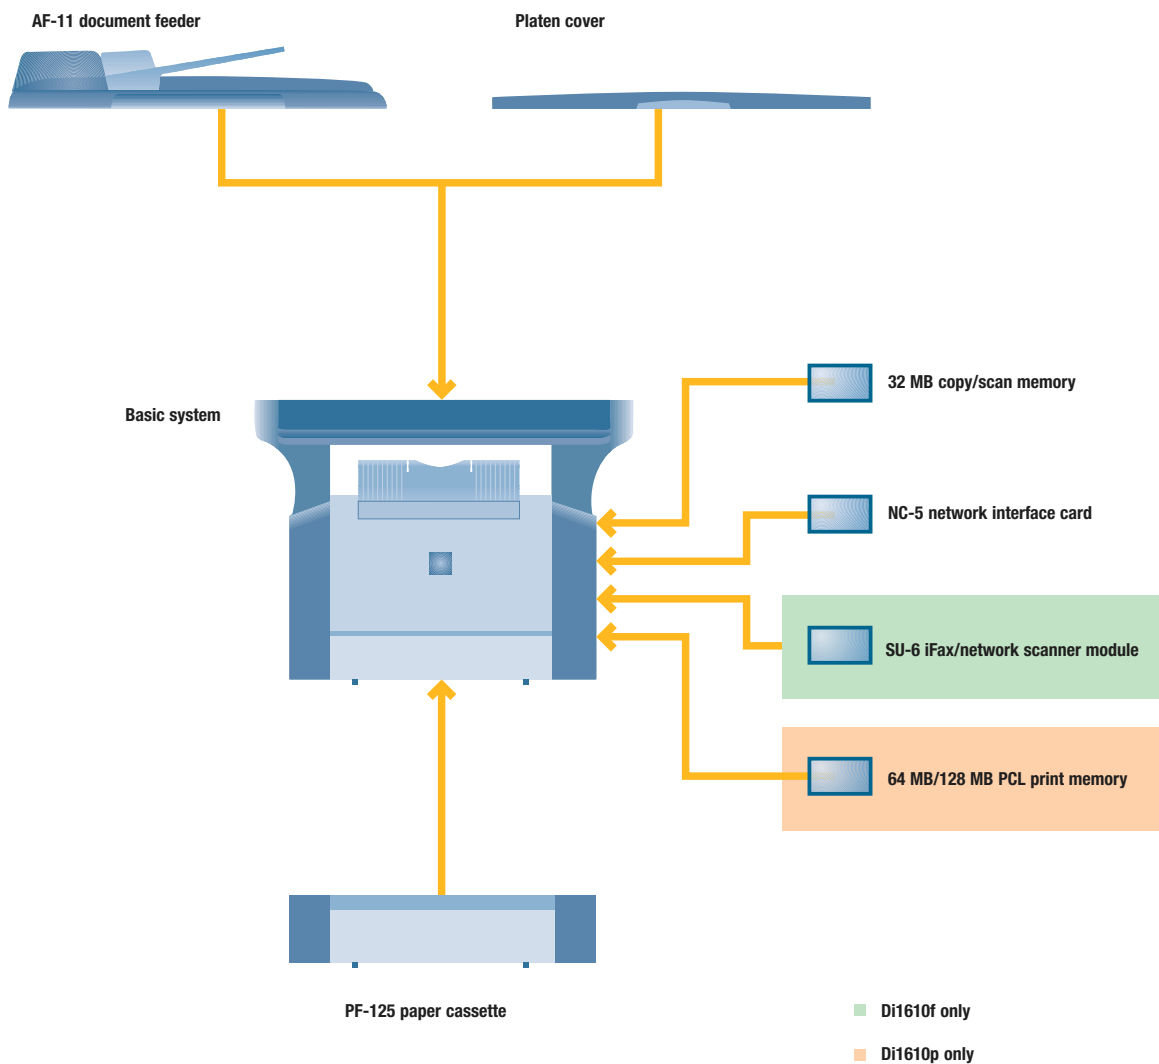 AF-11 document feeder
Platen cover
Basic system
32 MB copy/scan memory
NC-5 network interface card
SU-6 iFax/network scanner module
64 MB/128 MB PCL print memory
PF-125 paper cassette
Di1610f only
Di1610p only